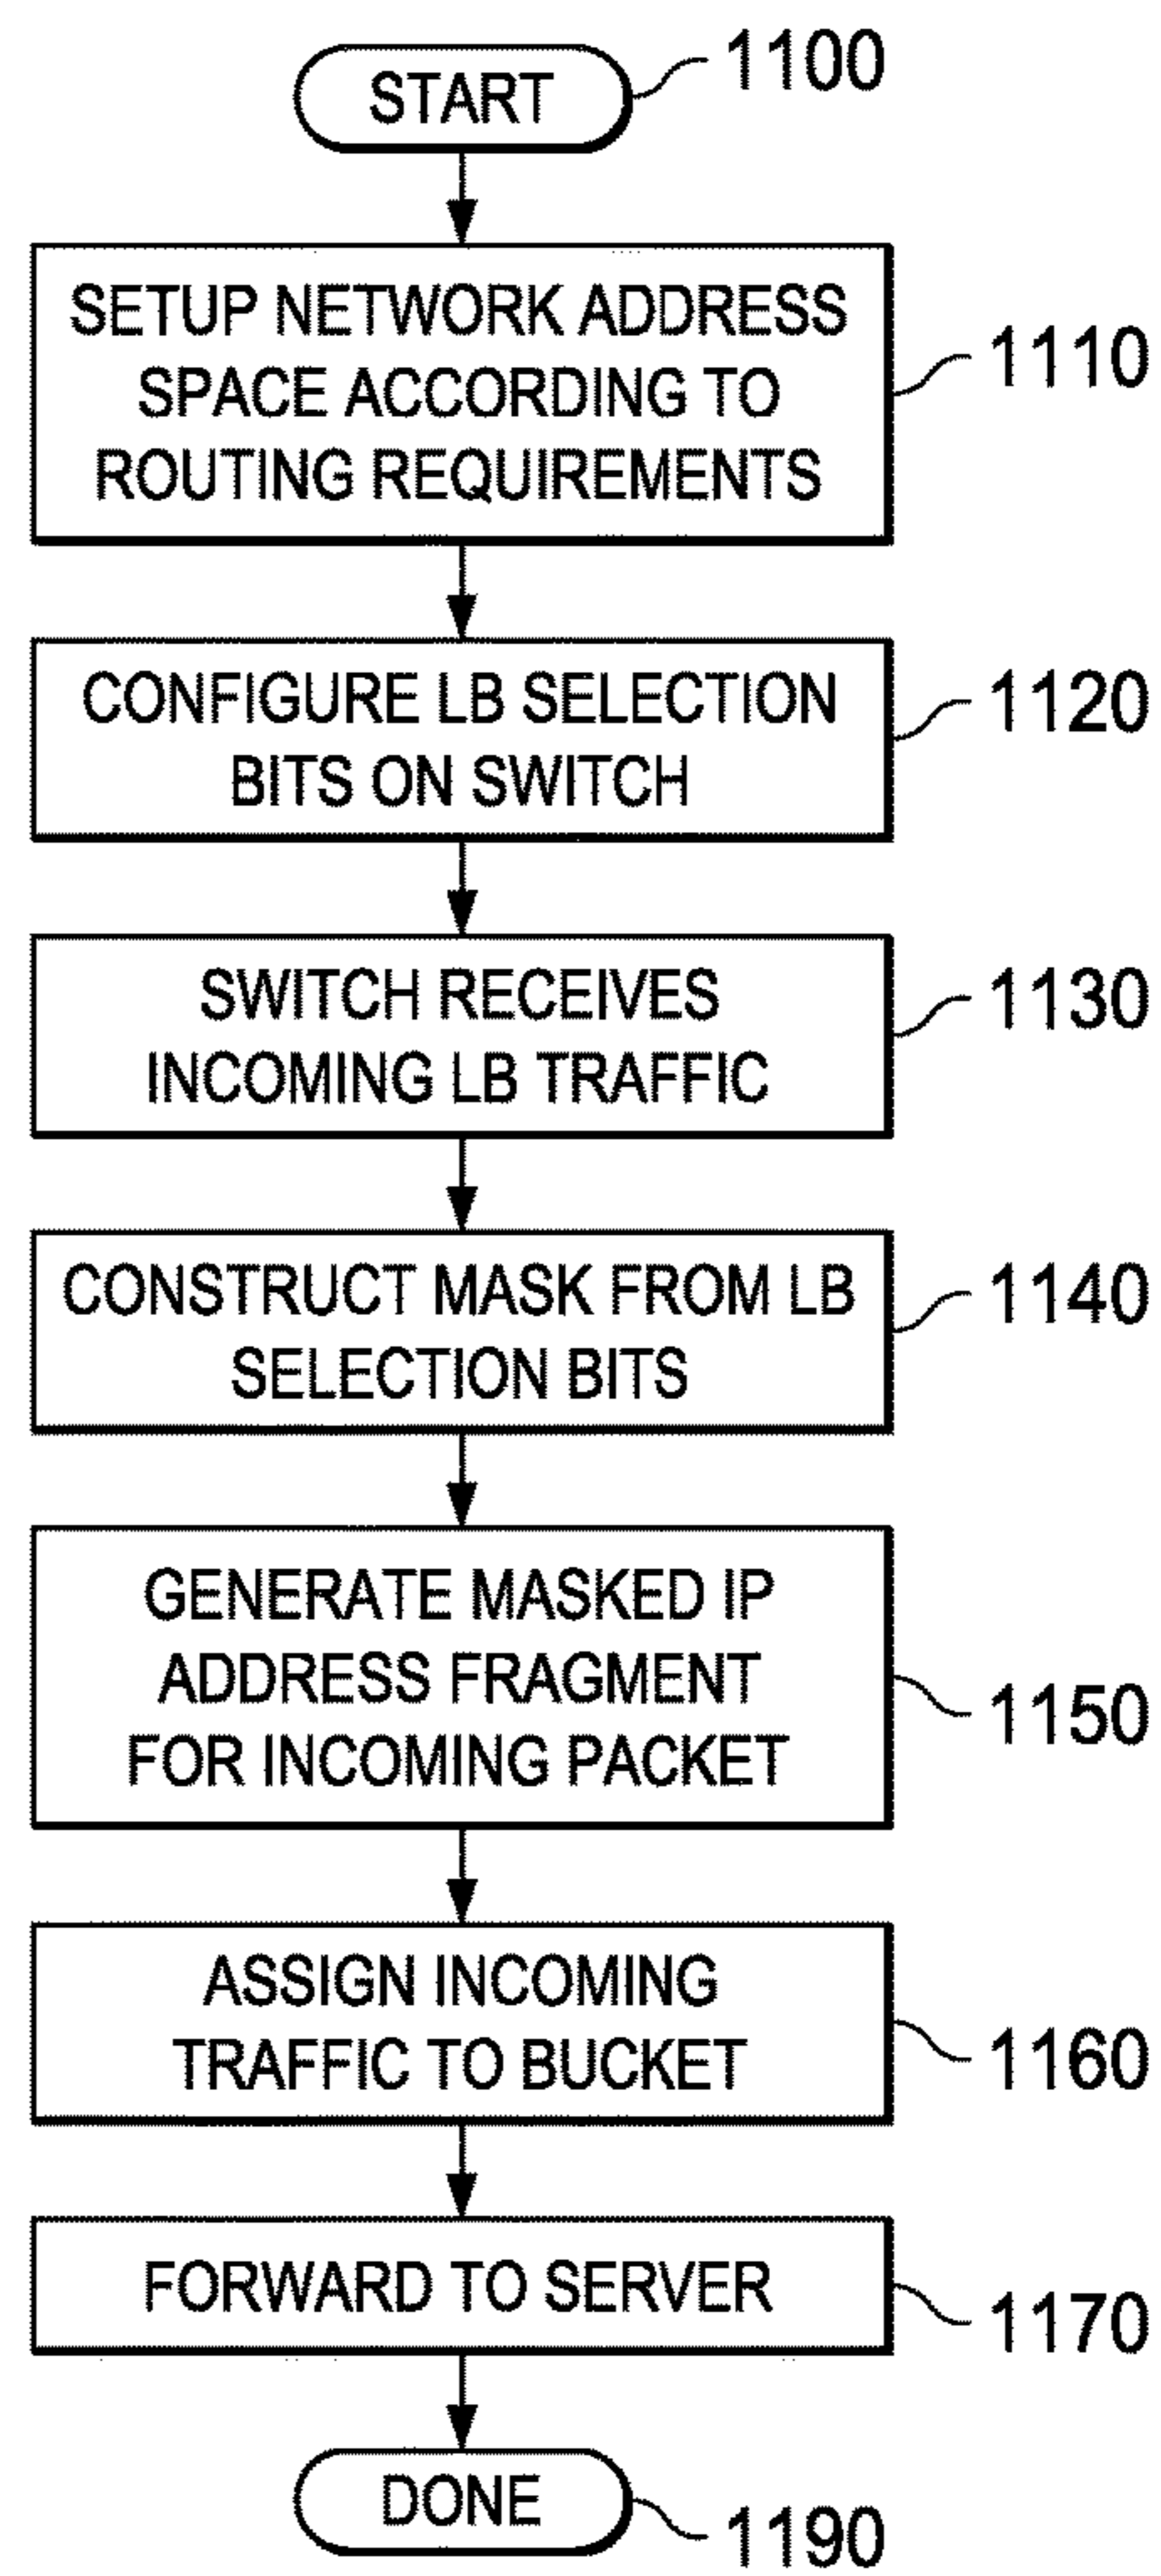 START
1100
SETUP NETWORK ADDRESS
SPACE ACCORDING TO
ROUTING REQUIREMENTS
1110
CONFIGURE LB SELECTION
BITS ON SWITCH
1120
SWITCH RECEIVES
INCOMING LB TRAFFIC
1130
CONSTRUCT MASK FROM LB
SELECTION BITS
1140
GENERATE MASKED IP
ADDRESS FRAGMENT
FOR INCOMING PACKET
1150
ASSIGN INCOMING
TRAFFIC TO BUCKET
1160
FORWARD TO SERVER
1170
DONE
1190